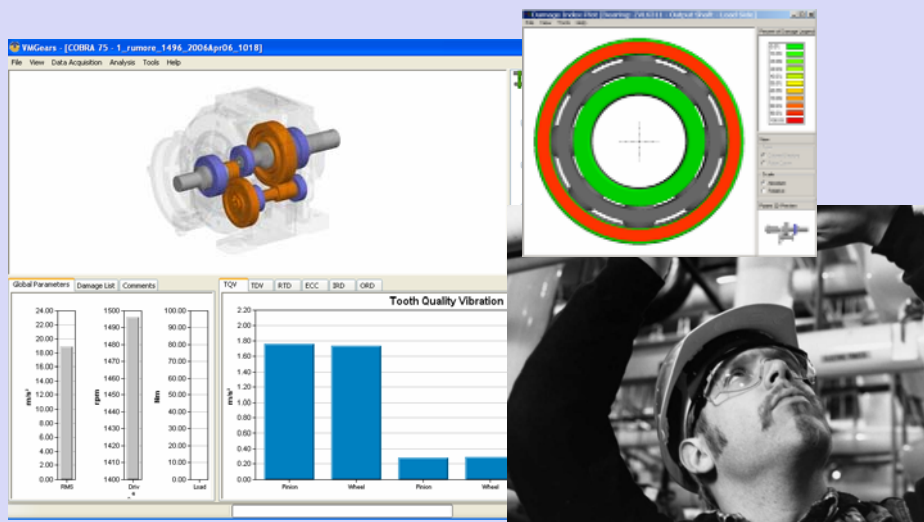 VMGears - [COBRA 75 - 1_rumore_1496_2006Apr06_1018]
File View Data Acquisition Analysis Tools Help
Damage Index Plot
Edit View Tools Help
Absolute
Global Parameters Damage List Comments
TQV TDV RTD ECC IRD ORD
Tooth Quality Vibration
24.00
22.00
20.00
18.00
16.00
14.00
12.00
10.00
8.00
6.00
4.00
2.00
0.00
m/s²
RMS
1500
1490
1480
1470
1460
1450
1440
1430
1420
1410
1400
rpm
Driv
100.00
90.00
80.00
70.00
60.00
50.00
40.00
30.00
20.00
10.00
0.00
Nm
Load
2.20
2.00
1.80
1.60
1.40
1.20
1.00
0.80
0.60
0.40
0.20
0.00
m/s²
Pinion Wheel Pinion Wheel